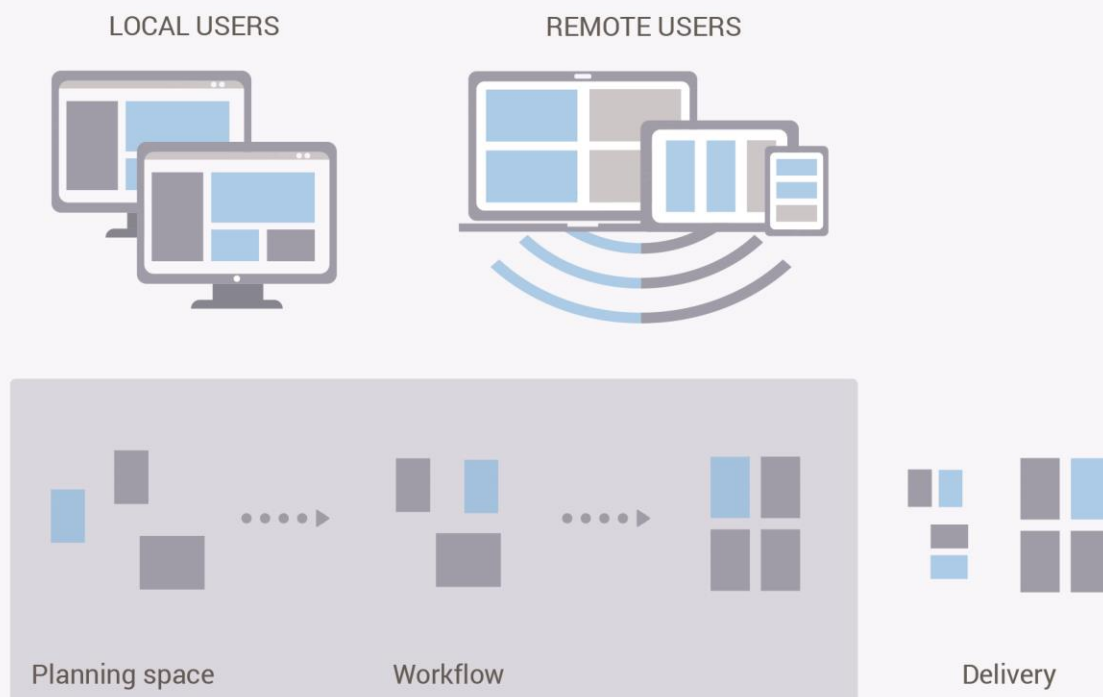 LOCAL USERS
REMOTE USERS
Planning space
Workflow
Delivery